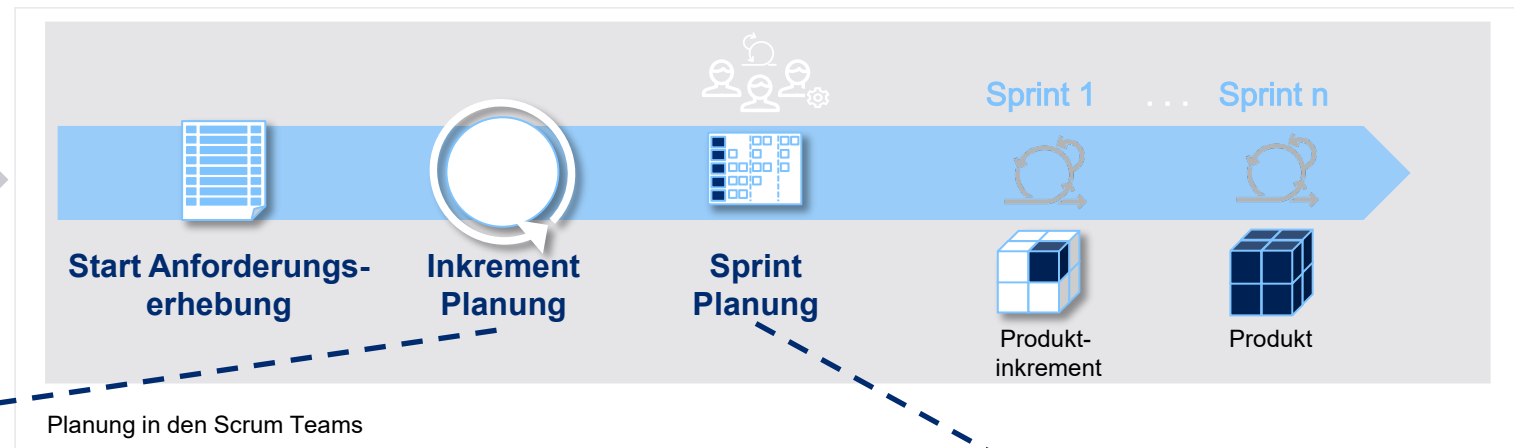 Sprint 1 . . . Sprint n
Start Anforderungs-
erhebung
Inkrement
Planung
Sprint
Planung
Produkt-
inkrement
Produkt
Planung in den Scrum Teams